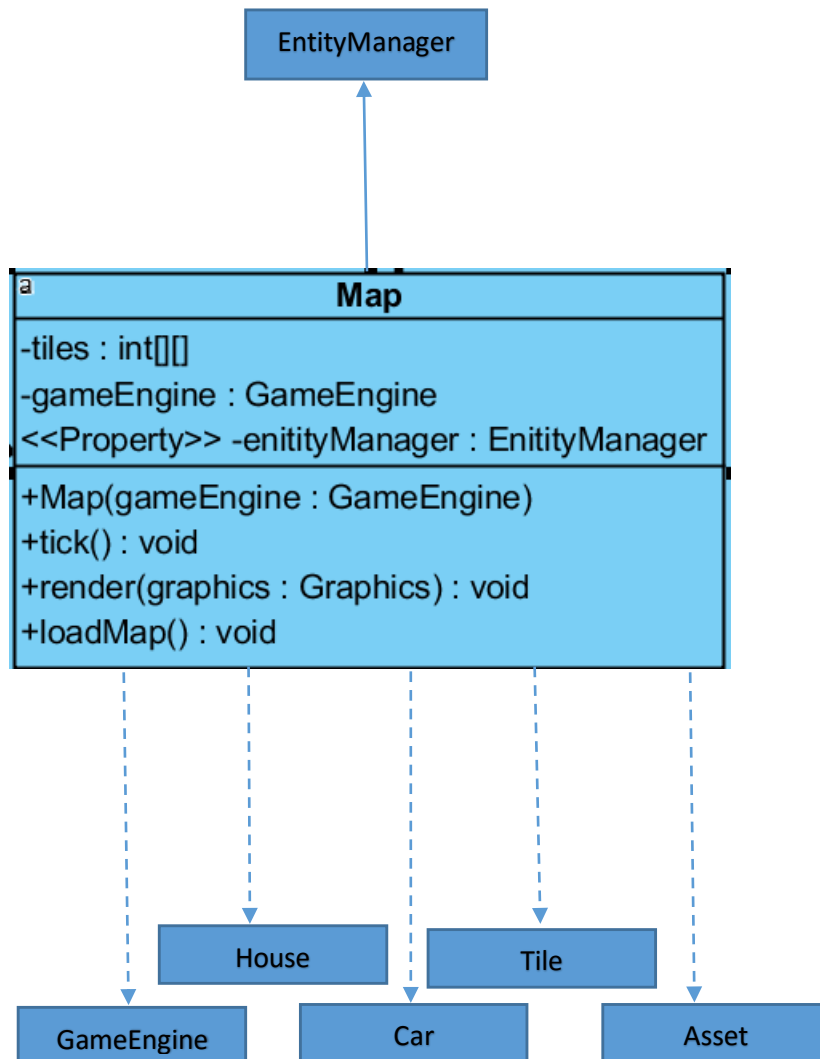 EntityManager
a
Map
-tiles : int[][]
-gameEngine : GameEngine
<<Property>> -enitityManager : EnitityManager
+Map(gameEngine : GameEngine)
+tick() : void
+render(graphics : Graphics) : void
+loadMap() : void
House
Tile
GameEngine
Car
Asset